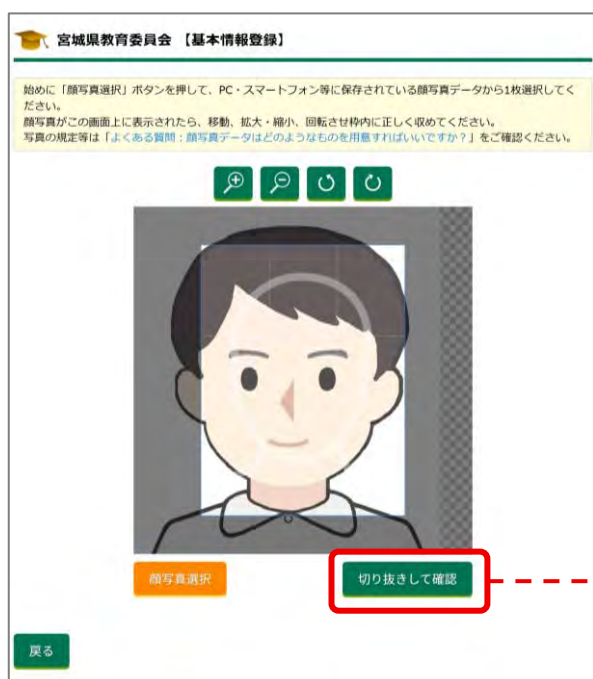 宮城県教育委員会 【基本情報登録】
始めに「顔写真選択」ボタンを押して、PC・スマートフォン等に保存されている顔写真データから1枚選択してく
ださい。
顔写真がこの画面上に表示されたら、移動、拡大・縮小、回転させ枠内に正しく収めてください。
写真の規定等は「よくある質問：顔写真データはどのようなものを用意すればいいですか？」をご確認ください。
顔写真選択
切り抜きして確認
戻る